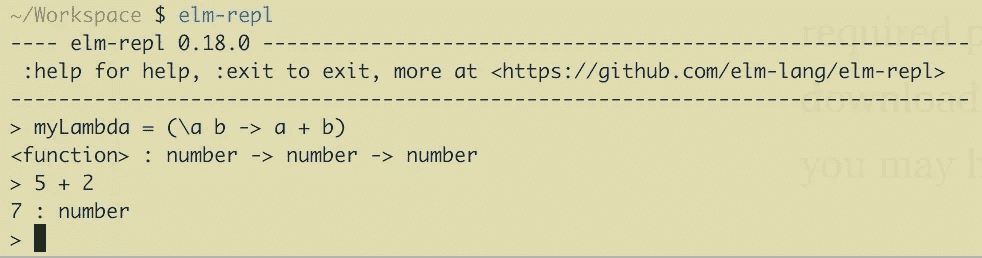 ~/Workspace $ elm-repl
---- elm-repl 0.18.0 -----------------------------------------------------------
 :help for help, :exit to exit, more at <https://github.com/elm-lang/elm-repl>
--------------------------------------------------------------------------------
> myLambda = (\a b -> a + b)
<function> : number -> number -> number
> 5 + 2
7 : number
>
required
download
you may